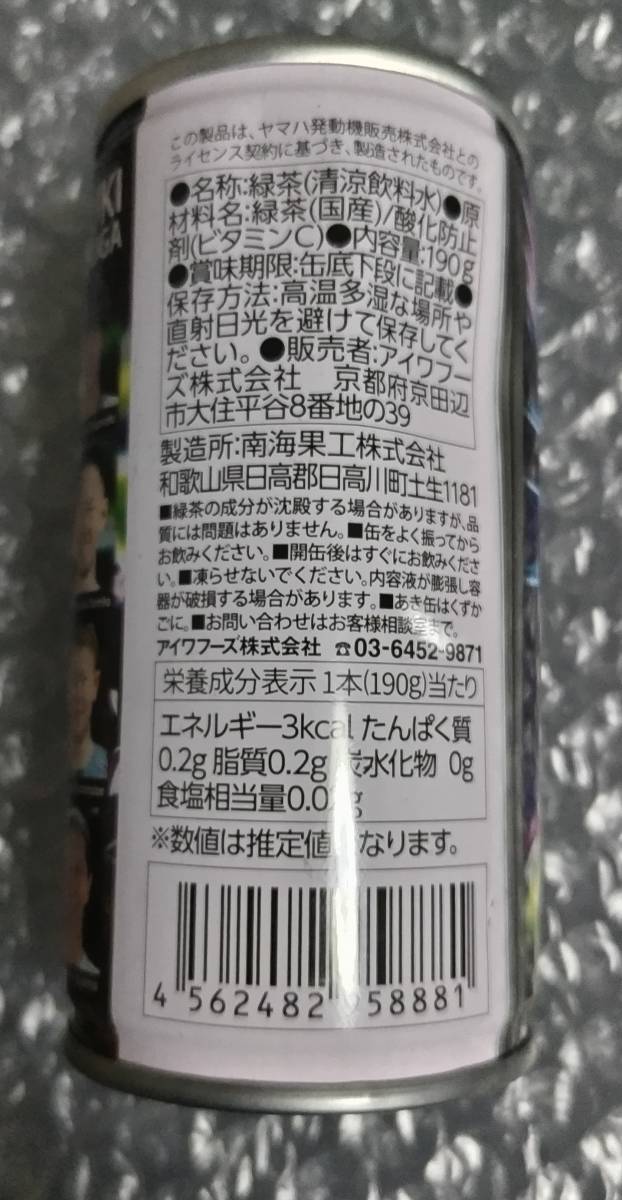 KI
GA
この製品は、ヤマハ発動機販売株式会社との
ライセンス契約に基づき、製造されたものです。
●名称:緑茶(清涼飲料水)●原
材料名:緑茶(国産)/酸化防止
剤(ビタミンC)●内容量:190g
●賞味期限:缶底下段に記載●
保存方法:高温多湿な場所や
直射日光を避けて保存してく
ださい。●販売者:アイワフー
ズ株式会社 京都府京田辺
市大住平谷8番地の39
製造所:南海果工株式会社
和歌山県日高郡日高川町土生1181
■緑茶の成分が沈殿する場合がありますが、品
質には問題はありません。■缶をよく振ってから
お飲みください。■開缶後はすぐにお飲みくださ
い。■凍らせないでください。内容液が膨張し容
器が破損する場合があります。■あき缶はくずか
ごに。■お問い合わせはお客様相談室まで。
アイワフーズ株式会社 ☎03-6452-9871
栄養成分表示 1本(190g)当たり
エネルギー3kcal たんぱく質
0.2g 脂質0.2g 炭水化物 0g
食塩相当量0.0 g
※数値は推定値 なります。
4 562482 958881